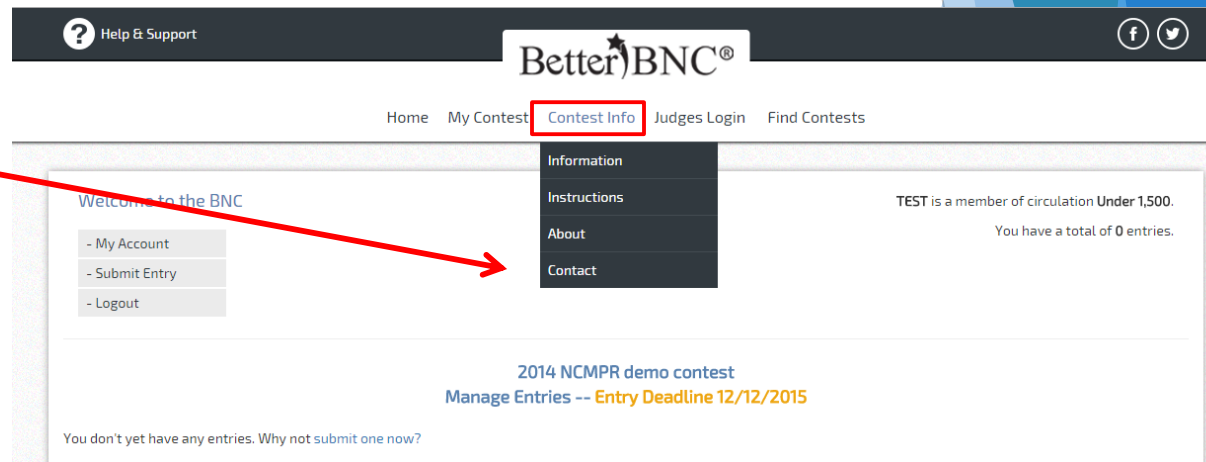 ? Help & Support
Better BNC®
f
Home My Contest Contest Info Judges Login Find Contests
Information
Instructions
About
Contact
Welcome to the BNC
- My Account
- Submit Entry
- Logout
TEST is a member of circulation Under 1,500.
You have a total of 0 entries.
2014 NCMPR demo contest
Manage Entries -- Entry Deadline 12/12/2015
You don't yet have any entries. Why not submit one now?